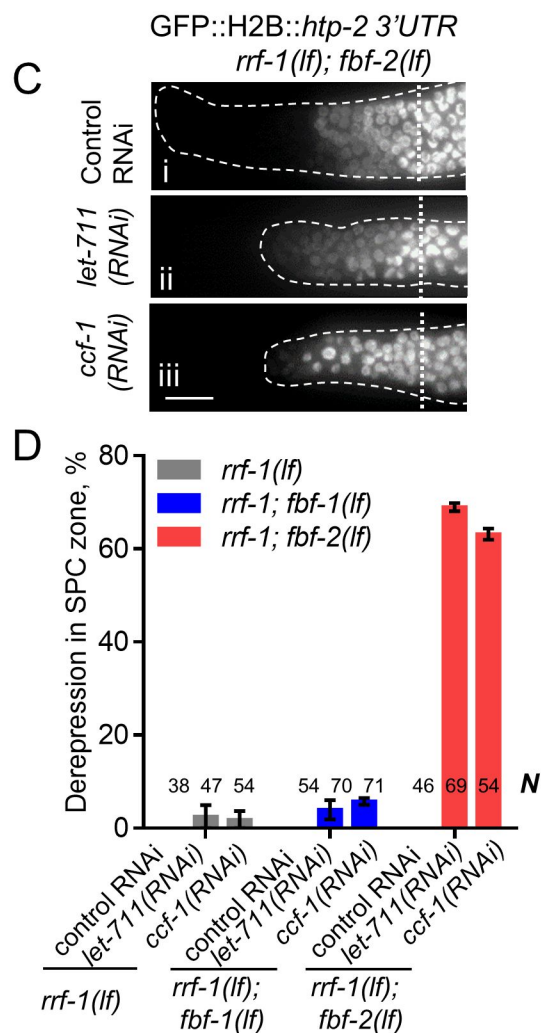 GFP::H2B::htp-2 3'UTR
rrf-1(lf); fbf-2(lf)
C
Control
RNAi
i
let-711
(RNAi)
ii
ccf-1
(RNAi)
iii
D
Derepression in SPC zone, %
80
60
40
20
0
rrf-1(lf)
rrf-1; fbf-1(lf)
rrf-1; fbf-2(lf)
38 47 54 54 70 71 46 69 54 N
control RNAi
let-711(RNAi)
ccf-1(RNAi)
control RNAi
let-711(RNAi)
ccf-1(RNAi)
control RNAi
let-711(RNAi)
ccf-1(RNAi)
rrf-1(lf)
rrf-1(lf);
fbf-1(lf)
rrf-1(lf);
fbf-2(lf)